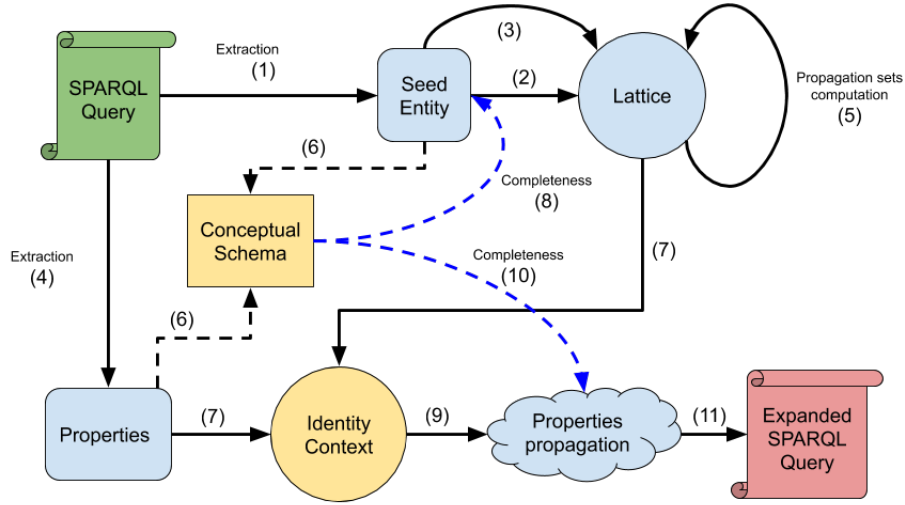 Extraction
(1)
(3)
SPARQL
Query
Seed
Entity
(2)
Lattice
Propagation sets
computation
(5)
(6)
Completeness
(8)
Conceptual
Schema
Extraction
(4)
Completeness
(10)
(7)
(6)
Properties
(7)
Identity
Context
(9)
Properties
propagation
(11)
Expanded
SPARQL
Query